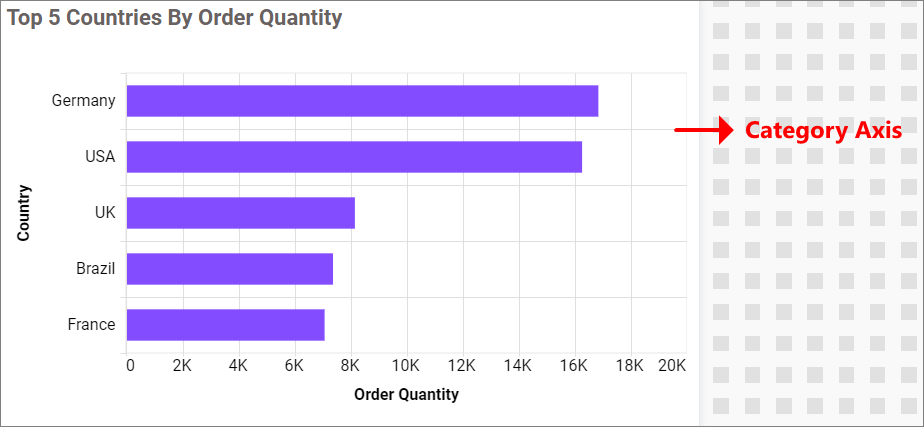 Top 5 Countries By Order Quantity
Germany
Category Axis
USA
UK
Country
Brazil
France
0 2K 4K 6K 8K 10K 12K 14K 16K 18K 20K
Order Quantity